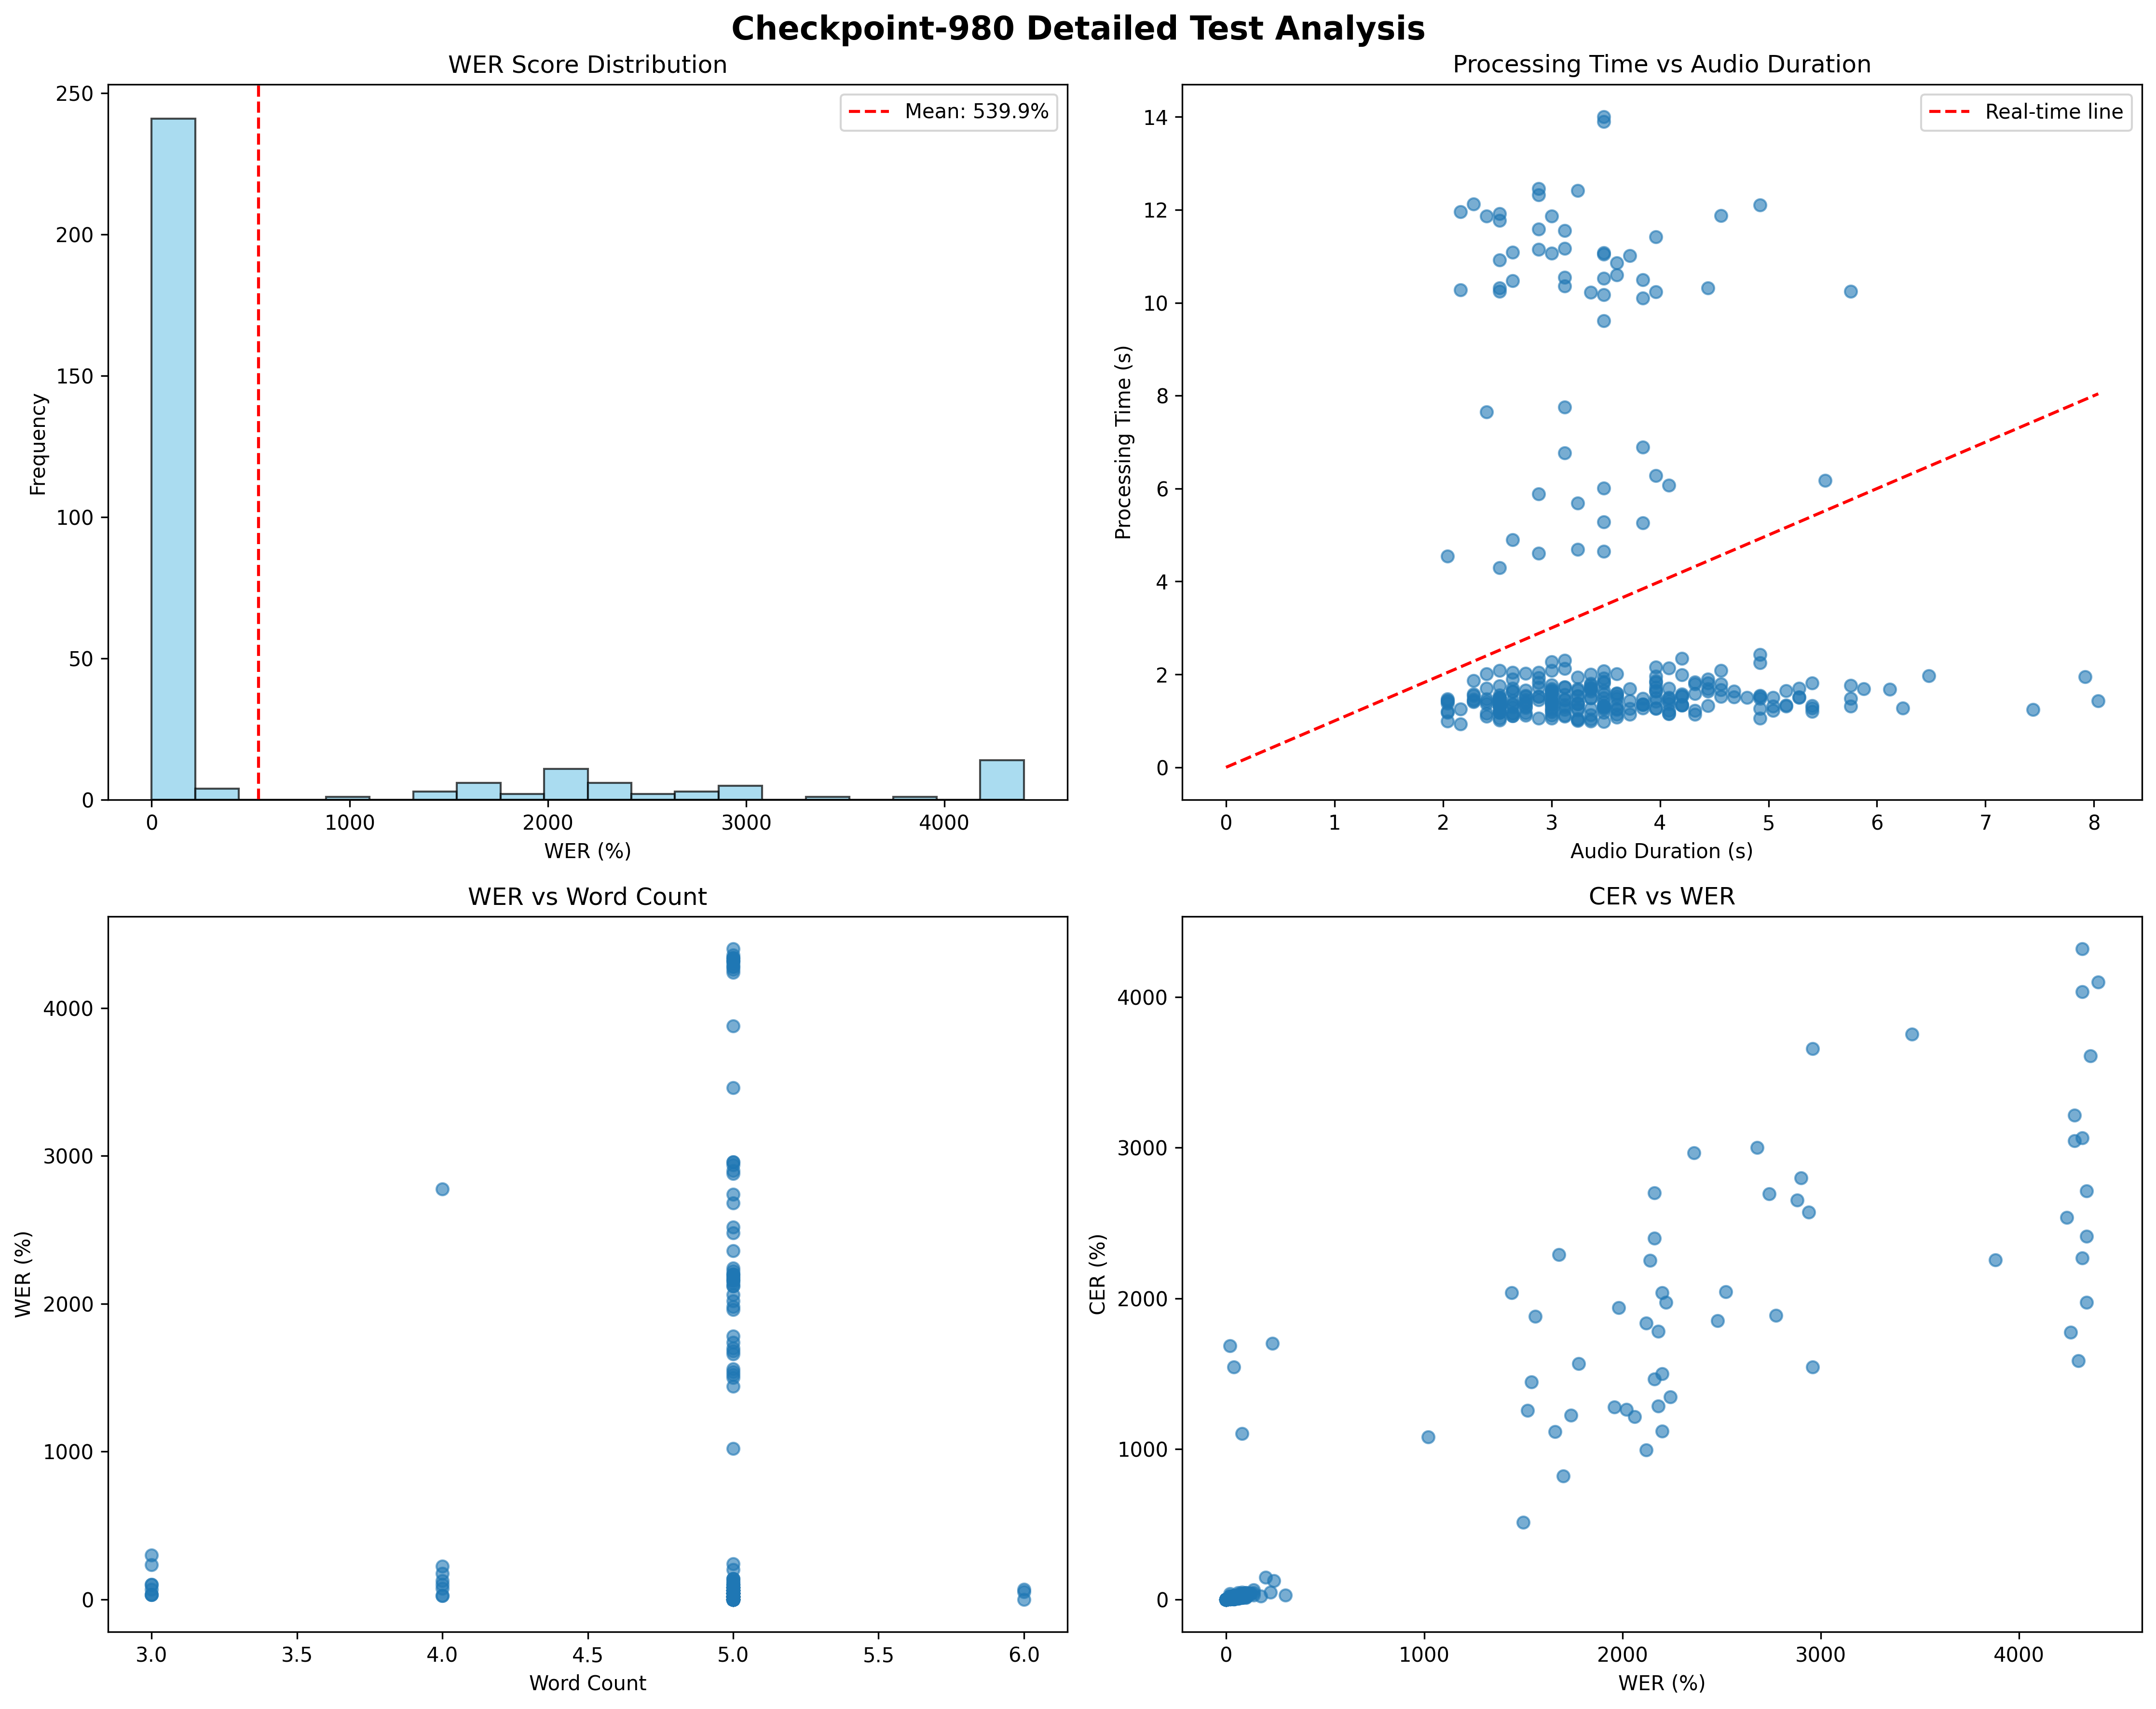 Checkpoint-980 Detailed Test Analysis
WER Score Distribution
Mean: 539.9%
250
200
150
100
50
0
Frequency
0 1000 2000 3000 4000
WER (%)
Processing Time vs Audio Duration
Real-time line
14
12
10
8
6
4
2
0
Processing Time (s)
0 1 2 3 4 5 6 7 8
Audio Duration (s)
WER vs Word Count
4000
3000
2000
1000
0
WER (%)
3.0 3.5 4.0 4.5 5.0 5.5 6.0
Word Count
CER vs WER
4000
3000
2000
1000
0
CER (%)
0 1000 2000 3000 4000
WER (%)